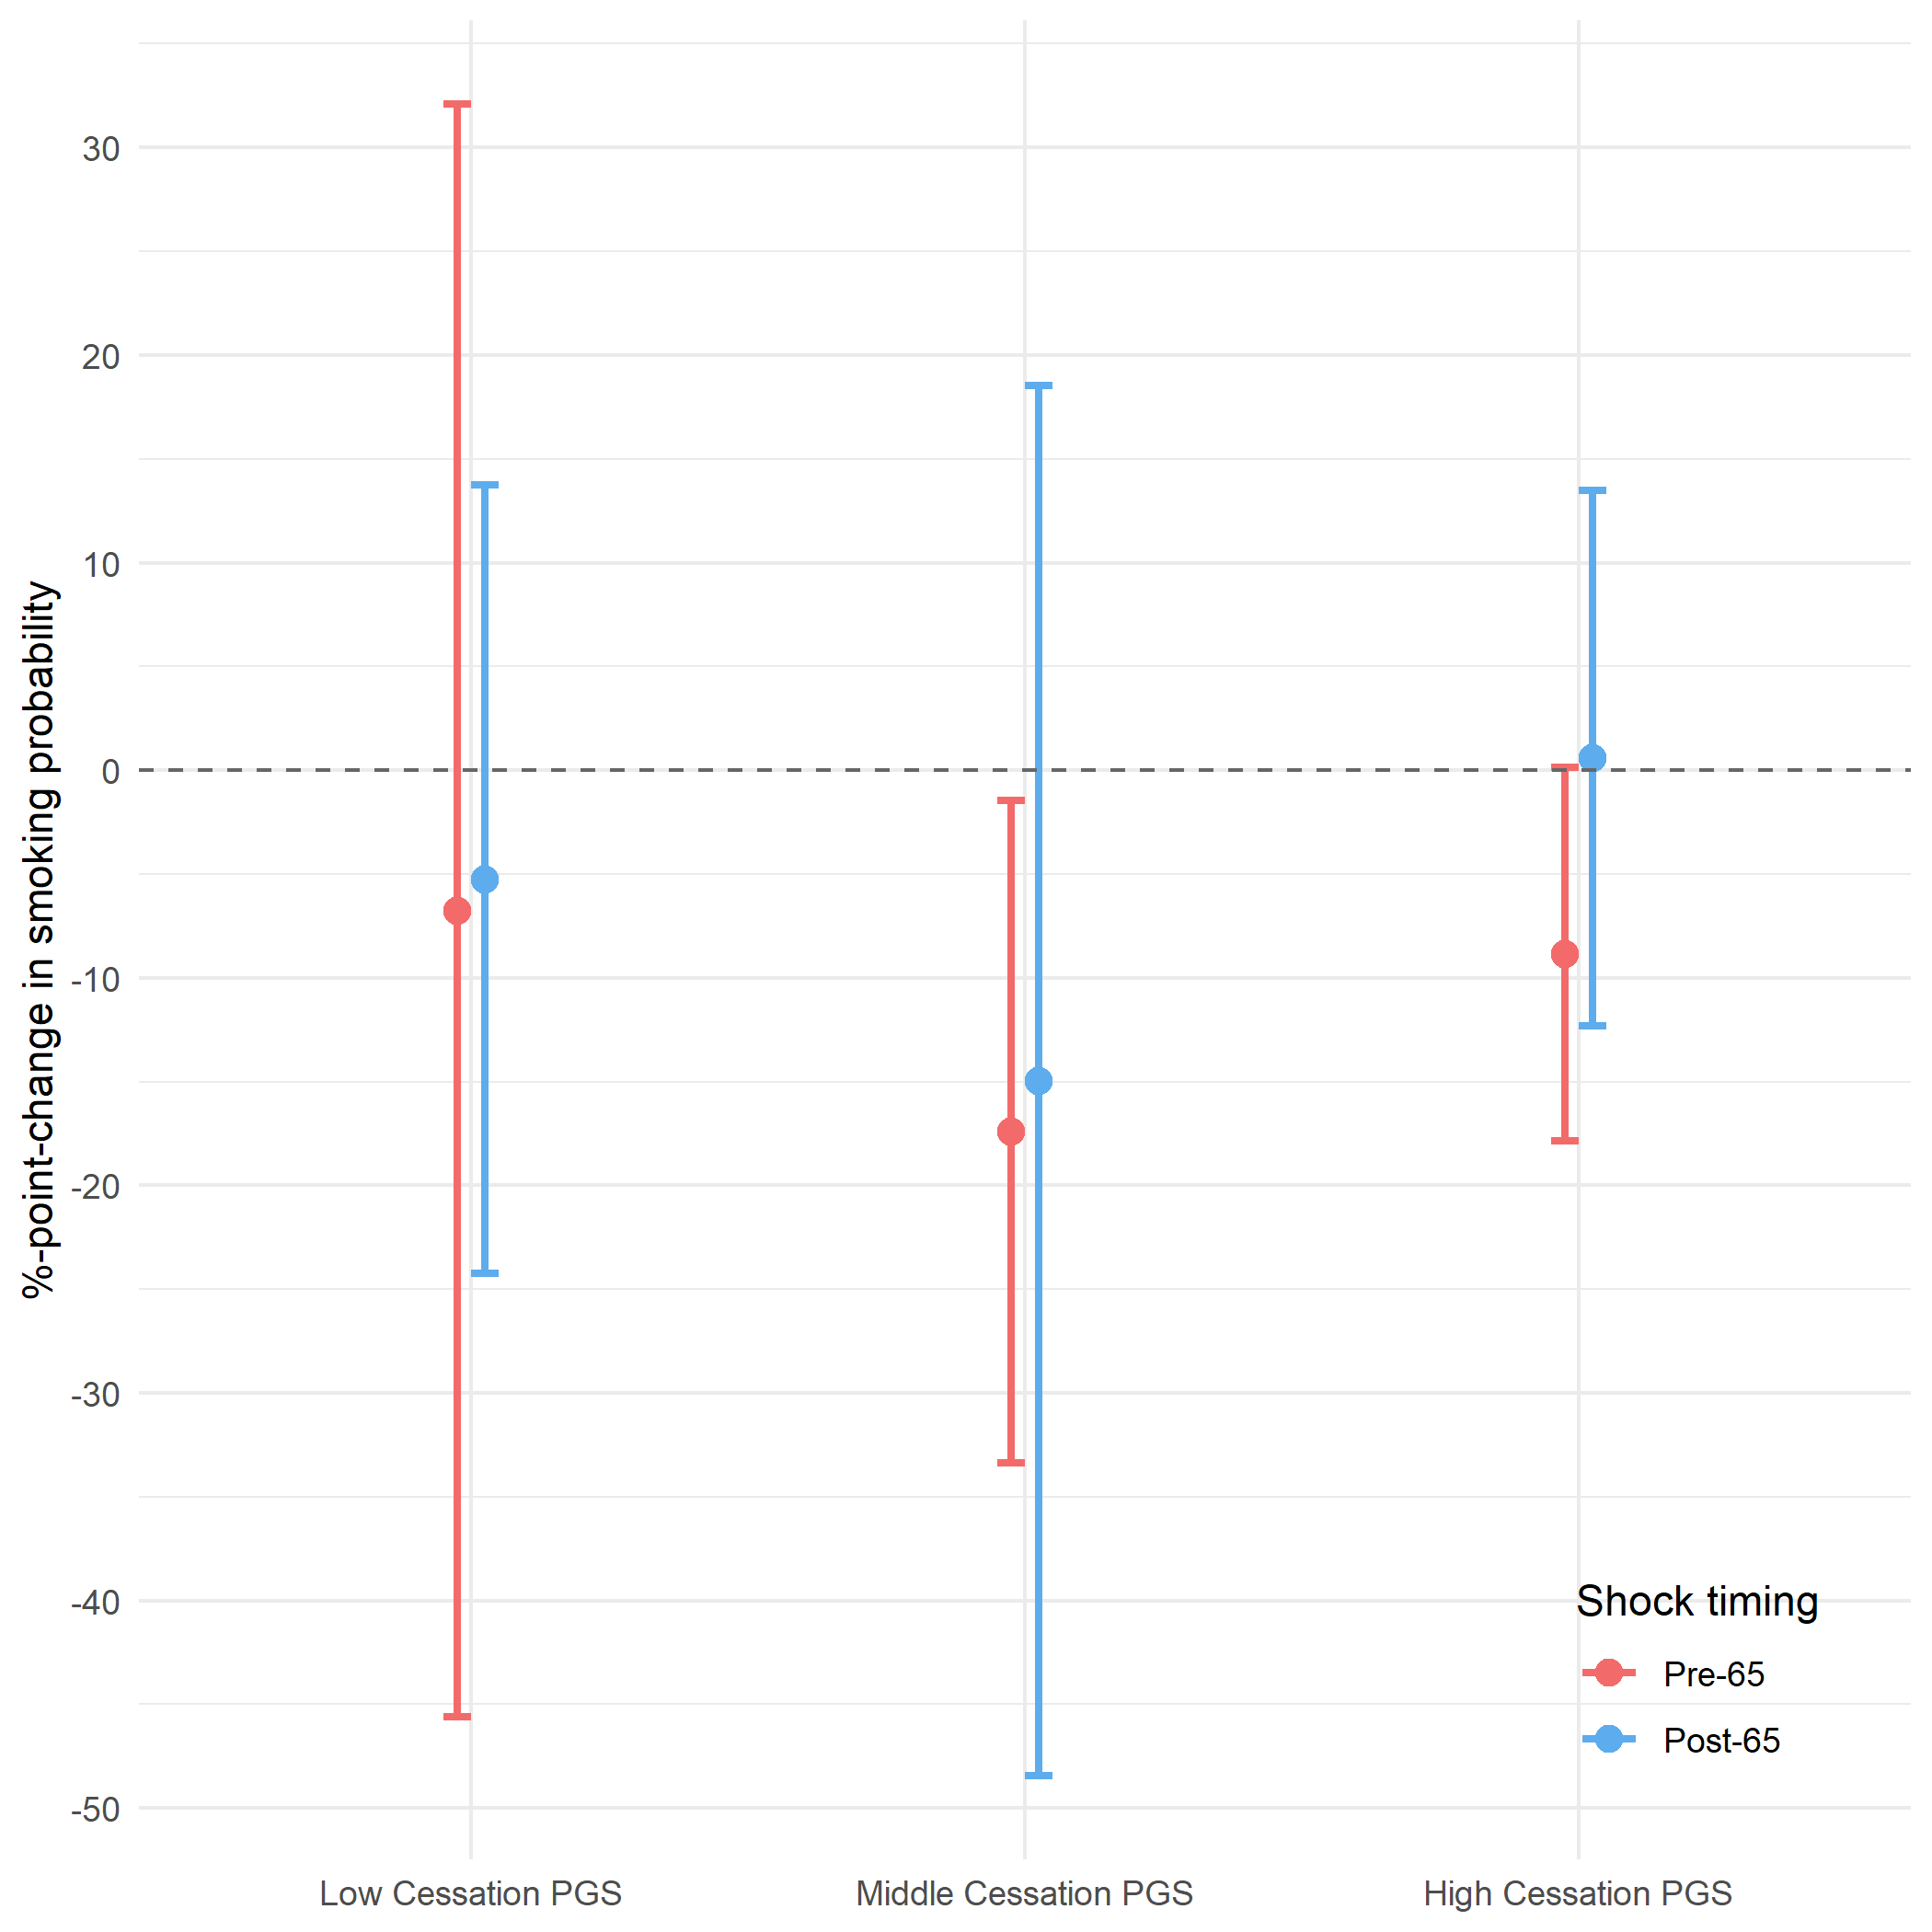 %-point-change in smoking probability
30
20
10
0
-10
-20
-30
-40
-50
Low Cessation PGS
Middle Cessation PGS
High Cessation PGS
Shock timing
Pre-65
Post-65